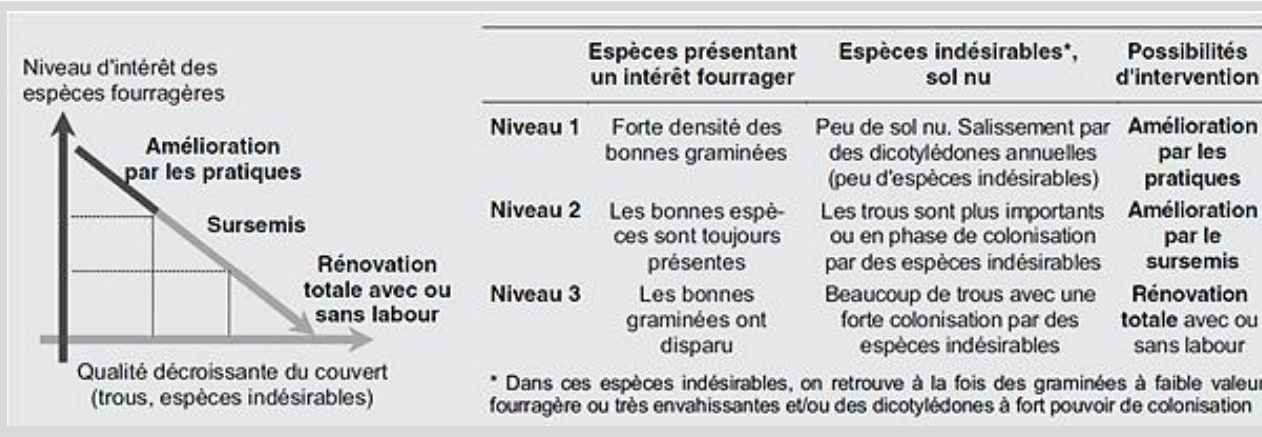 Niveau d'intérêt des
espèces fourragères
Amélioration
par les pratiques
Sursemis
Rénovation
totale avec ou
sans labour
Qualité décroissante du couvert
(trous, espèces indésirables)
Espèces présentant
un intérêt fourrager
Espèces indésirables*,
sol nu
Possibilités
d'intervention
Niveau 1
Forte densité des
bonnes graminées
Peu de sol nu. Salissement par
des dicotylédones annuelles
(peu d'espèces indésirables)
Amélioration
par les
pratiques
Niveau 2
Les bonnes espè-
ces sont toujours
présentes
Les trous sont plus importants
ou en phase de colonisation
par des espèces indésirables
Amélioration
par le
sursemis
Niveau 3
Les bonnes
graminées ont
disparu
Beaucoup de trous avec une
forte colonisation par des
espèces indésirables
Rénovation
totale avec ou
sans labour
* Dans ces espèces indésirables, on retrouve à la fois des graminées à faible valeur
fourragère ou très envahissantes et/ou des dicotylédones à fort pouvoir de colonisation